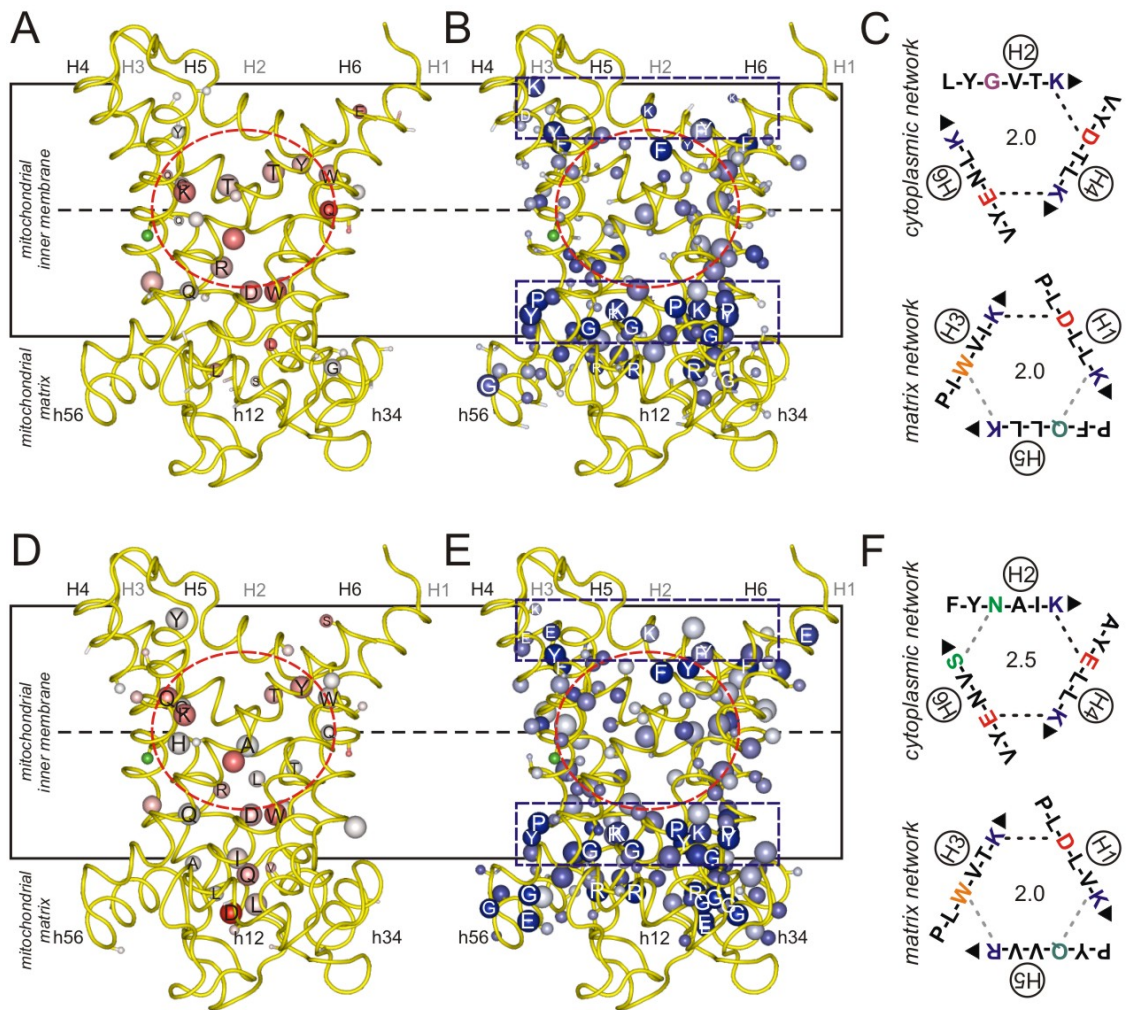 A
H4 H3 H5 H2 H6 H1
mitochondrial
inner membrane
mitochondrial
matrix
Y
E
K
T
T
Y
W
Q
Q
R
Q
D
W
L
L
S
G
h56
h12
h34
B
H4 H3 H5 H2 H6 H1
K
D
Y
F
K
F
Y
K
F
P
Y
G
K
G
P
K
P
Y
G
R
R
G
G
h56
h12
h34
C
cytoplasmic network
H2
L-Y-G-V-T-K
V-Y-D-T-L-K
H4
2.0
V-Y-E-N-L-K
H6
matrix network
H3
P-I-W-V-I-K
P-L-D-L-L-K
H1
2.0
P-F-Q-L-L-K
H5
D
H4 H3 H5 H2 H6 H1
mitochondrial
inner membrane
mitochondrial
matrix
Y
S
Q
K
T
Y
W
Q
H
A
R
L
T
Q
D
W
A
L
Q
L
D
h56
h12
h34
E
H4 H3 H5 H2 H6 H1
K
E
E
Y
F
K
F
Y
F
E
P
Y
G
K
G
P
Y
K
P
Y
G
R
R
R
G
G
G
E
G
E
h56
h12
h34
F
cytoplasmic network
H2
F-Y-N-A-I-K
A-Y-E-L-L-K
H4
2.5
V-Y-E-N-V-S
H6
matrix network
H3
P-L-W-V-T-K
P-L-D-L-V-K
H1
2.0
P-Y-Q-V-V-R
H5